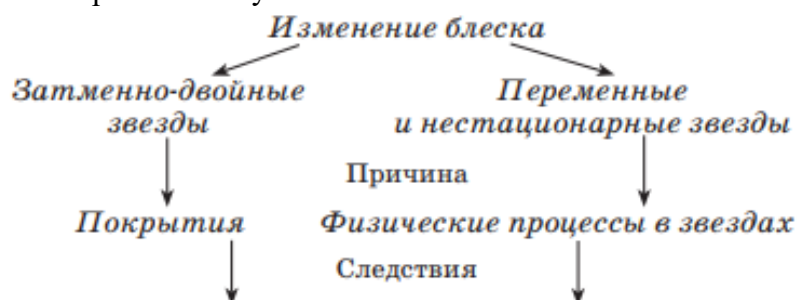 Изменение блеска
Затменно-двойные
звезды
Переменные
и нестационарные звезды
Причина
Покрытия
Физические процессы в звездах
Следствия